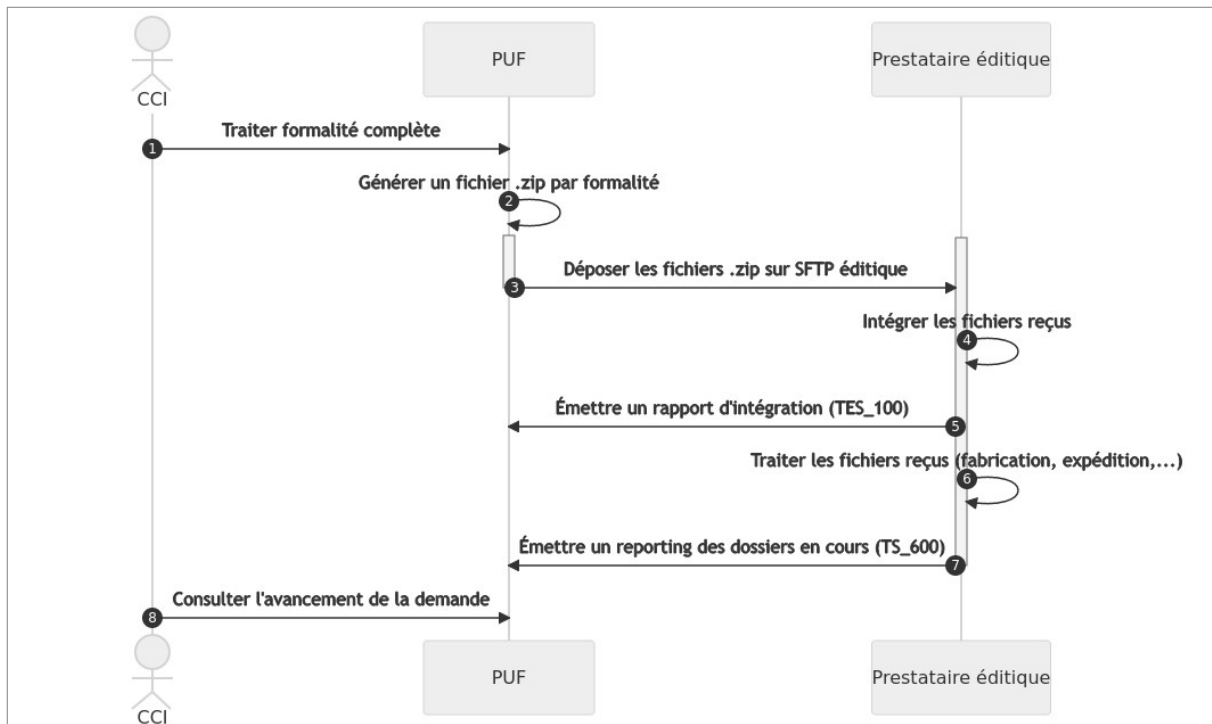 CCI
PUF
Prestataire éditique
Traiter formalité complète
1
Générer un fichier .zip par formalité
2
Déposer les fichiers .zip sur SFTP éditique
3
Intégrer les fichiers reçus
4
Émettre un rapport d'intégration (TES_100)
5
Traiter les fichiers reçus (fabrication, expédition,...)
6
Émettre un reporting des dossiers en cours (TS_600)
7
Consulter l'avancement de la demande
8
CCI
PUF
Prestataire éditique